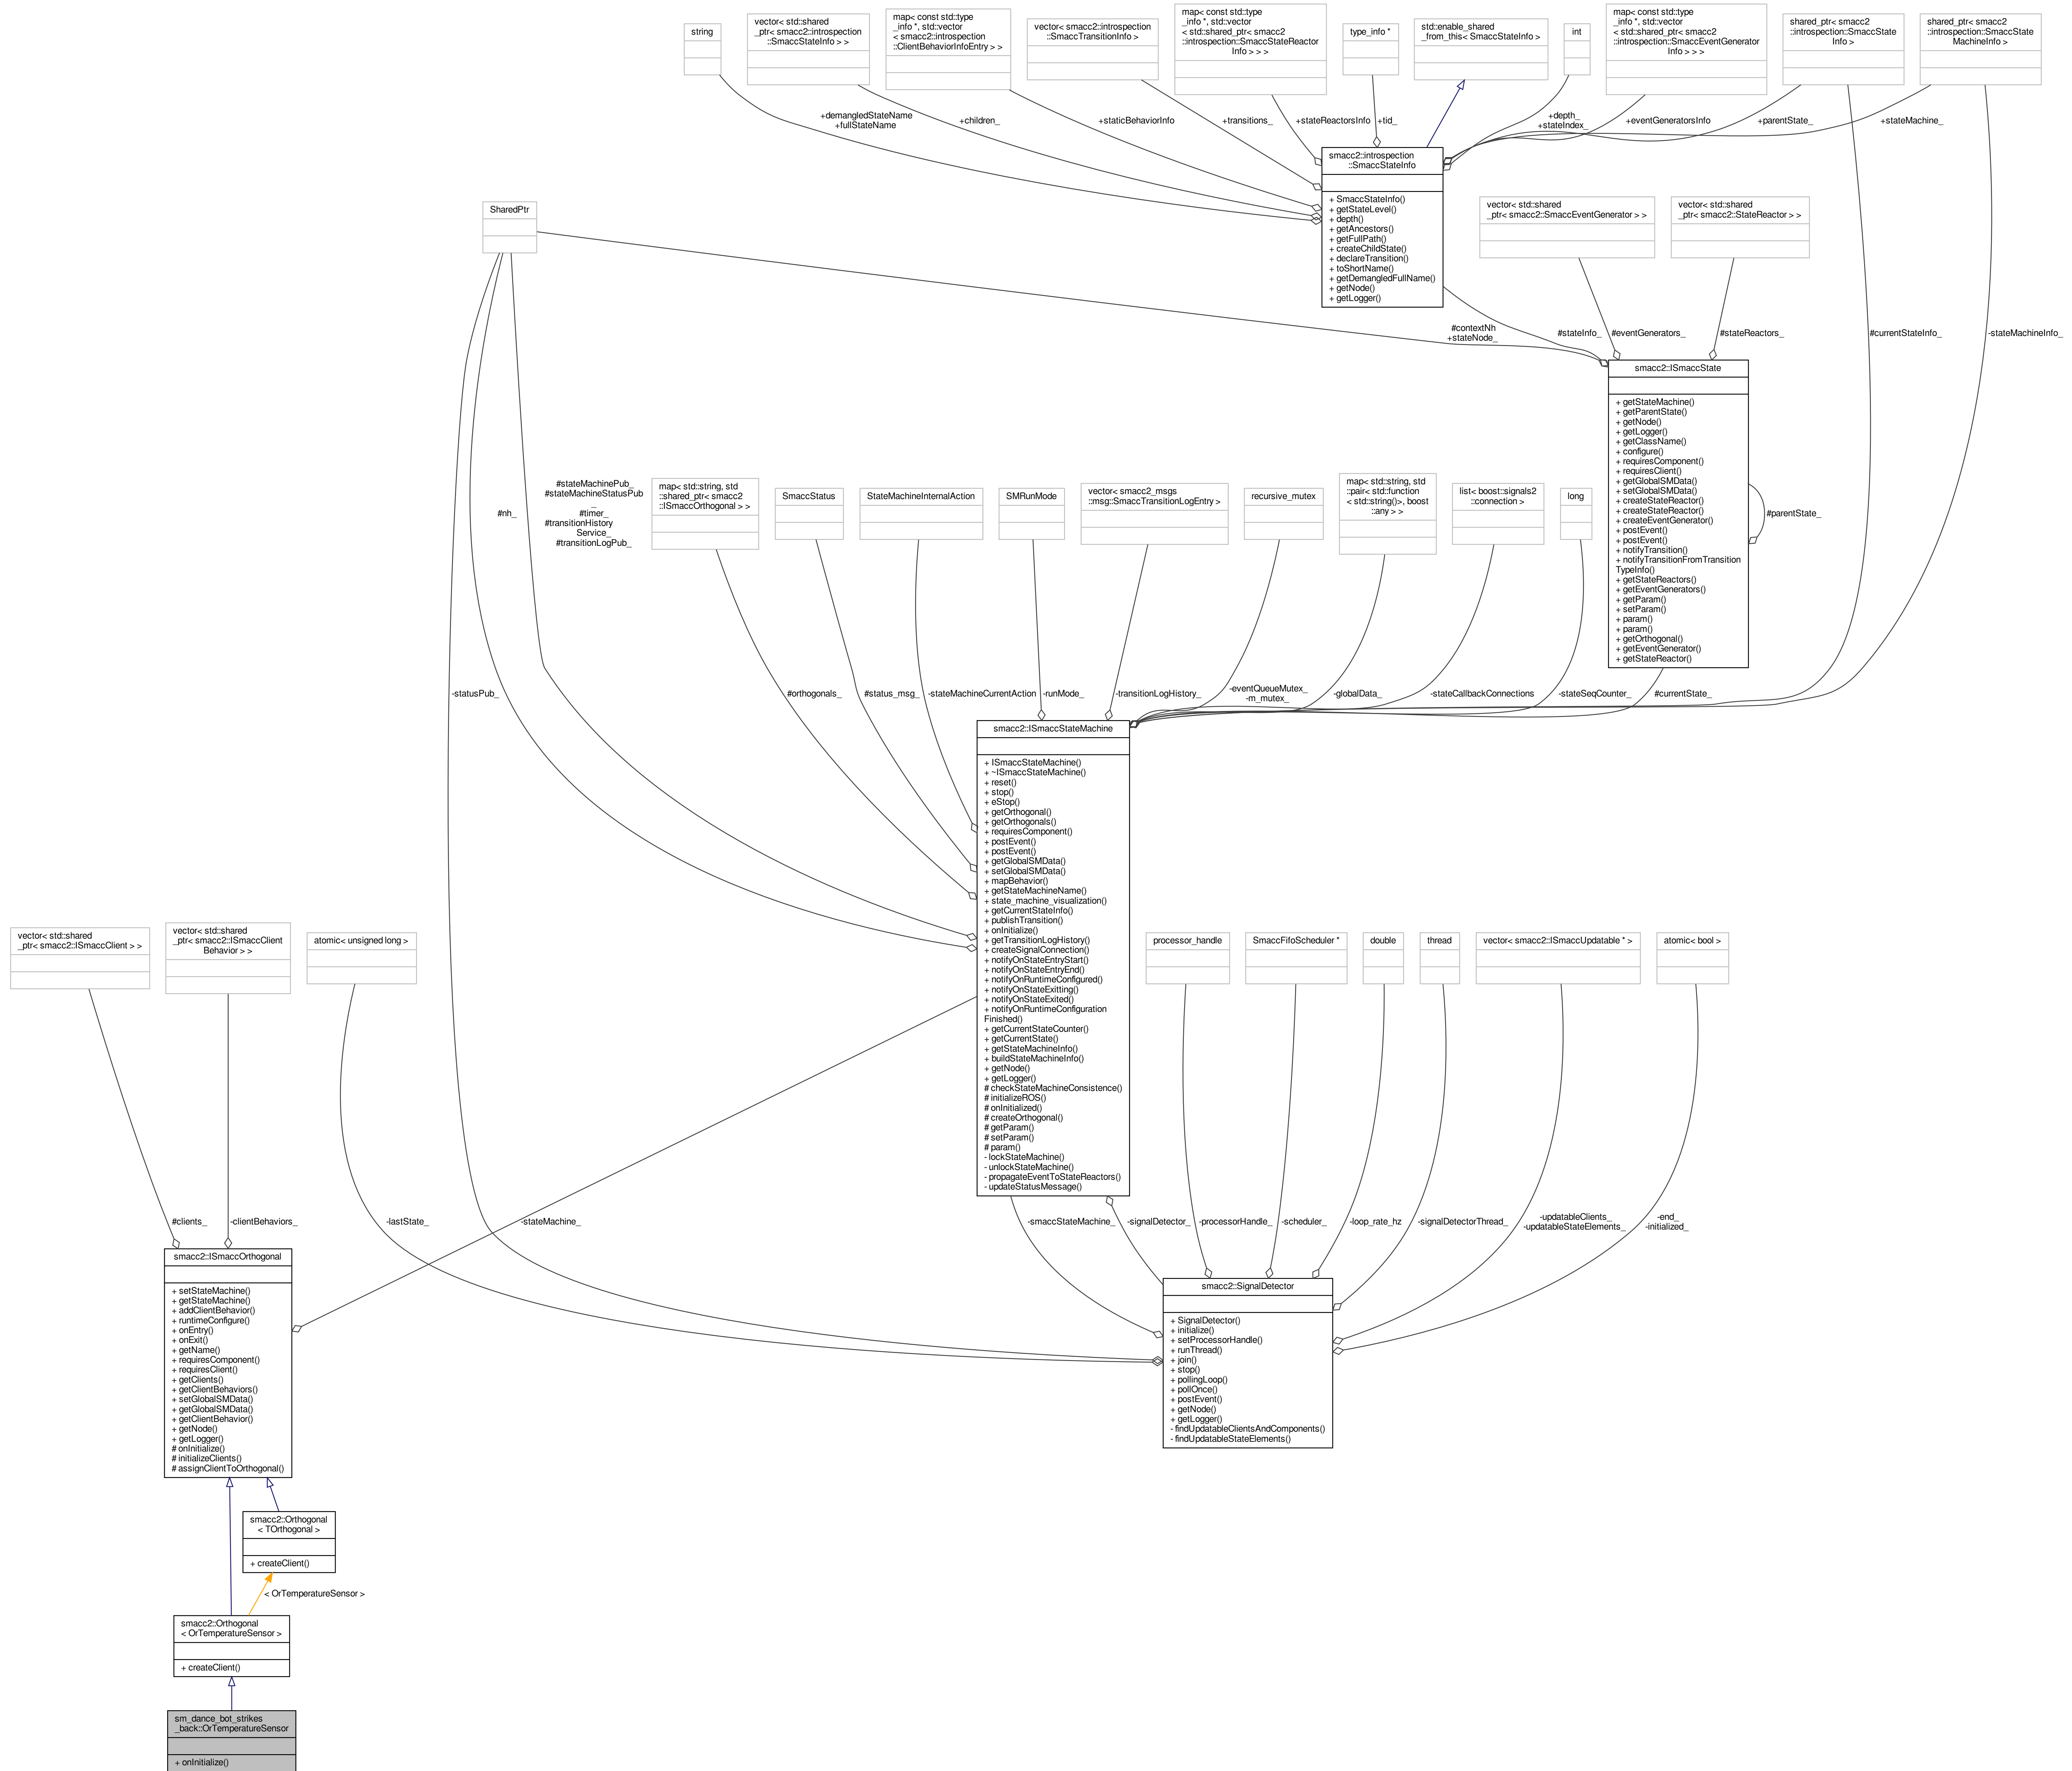 string
vector< std::shared
_ptr< smacc2::introspection
::SmaccStateInfo > >
map< const std::type
_info *, std::vector
< smacc2::introspection
::ClientBehaviorInfoEntry > >
vector< smacc2::introspection
::SmaccTransitionInfo >
map< const std::type
_info *, std::vector
< std::shared_ptr< smacc2
::introspection::SmaccStateReactor
Info > > >
type_info *
std::enable_shared
_from_this< SmaccStateInfo >
int
map< const std::type
_info *, std::vector
< std::shared_ptr< smacc2
::introspection::SmaccEventGenerator
Info > > >
shared_ptr< smacc2
::introspection::SmaccState
Info >
shared_ptr< smacc2
::introspection::SmaccState
MachineInfo >
+demangledStateName
+fullStateName
+children_
+staticBehaviorInfo
+transitions_
+stateReactorsInfo
+tid_
+depth_
+stateIndex_
+eventGeneratorsInfo
+parentState_
+stateMachine_
smacc2::introspection
::SmaccStateInfo
+ SmaccStateInfo()
+ getStateLevel()
+ depth()
+ getAncestors()
+ getFullPath()
+ createChildState()
+ declareTransition()
+ toShortName()
+ getDemangledFullName()
+ getNode()
+ getLogger()
SharedPtr
vector< std::shared
_ptr< smacc2::SmaccEventGenerator > >
vector< std::shared
_ptr< smacc2::StateReactor > >
#contextNh
+stateNode_
#stateInfo_
#eventGenerators_
#stateReactors_
#currentStateInfo_
-stateMachineInfo_
smacc2::ISmaccState
+ getStateMachine()
+ getParentState()
+ getNode()
+ getLogger()
+ getClassName()
+ configure()
+ requiresComponent()
+ requiresClient()
+ getGlobalSMData()
+ setGlobalSMData()
+ createStateReactor()
+ createStateReactor()
+ createEventGenerator()
+ postEvent()
+ postEvent()
+ notifyTransition()
+ notifyTransitionFromTransition
TypeInfo()
+ getStateReactors()
+ getEventGenerators()
+ getParam()
+ setParam()
+ param()
+ param()
+ getOrthogonal()
+ getEventGenerator()
+ getStateReactor()
#parentState_
#nh_
#stateMachinePub_
#stateMachineStatusPub
_
#timer_
#transitionHistory
Service_
#transitionLogPub_
map< std::string, std
::shared_ptr< smacc2
::ISmaccOrthogonal > >
SmaccStatus
StateMachineInternalAction
SMRunMode
vector< smacc2_msgs
::msg::SmaccTransitionLogEntry >
recursive_mutex
map< std::string, std
::pair< std::function
< std::string()>, boost
::any > >
list< boost::signals2
::connection >
long
-statusPub_
#orthogonals_
#status_msg_
-stateMachineCurrentAction
-runMode_
-transitionLogHistory_
-eventQueueMutex_
-m_mutex_
-globalData_
-stateCallbackConnections
-stateSeqCounter_
#currentState_
smacc2::ISmaccStateMachine
+ ISmaccStateMachine()
+ ~ISmaccStateMachine()
+ reset()
+ stop()
+ eStop()
+ getOrthogonal()
+ getOrthogonals()
+ requiresComponent()
+ postEvent()
+ postEvent()
+ getGlobalSMData()
+ setGlobalSMData()
+ mapBehavior()
+ getStateMachineName()
+ state_machine_visualization()
+ getCurrentStateInfo()
+ publishTransition()
+ onInitialize()
+ getTransitionLogHistory()
+ createSignalConnection()
+ notifyOnStateEntryStart()
+ notifyOnStateEntryEnd()
+ notifyOnRuntimeConfigured()
+ notifyOnStateExitting()
+ notifyOnStateExited()
+ notifyOnRuntimeConfiguration
Finished()
+ getCurrentStateCounter()
+ getCurrentState()
+ getStateMachineInfo()
+ buildStateMachineInfo()
+ getNode()
+ getLogger()
# checkStateMachineConsistence()
# initializeROS()
# onInitialized()
# createOrthogonal()
# getParam()
# setParam()
# param()
- lockStateMachine()
- unlockStateMachine()
- propagateEventToStateReactors()
- updateStatusMessage()
vector< std::shared
_ptr< smacc2::ISmaccClient > >
vector< std::shared
_ptr< smacc2::ISmaccClient
Behavior > >
atomic< unsigned long >
processor_handle
SmaccFifoScheduler *
double
thread
vector< smacc2::ISmaccUpdatable * >
atomic< bool >
#clients_
-clientBehaviors_
-lastState_
-stateMachine_
-smaccStateMachine_
-signalDetector_
-processorHandle_
-scheduler_
-loop_rate_hz
-signalDetectorThread_
-updatableClients_
-updatableStateElements_
-end_
-initialized_
smacc2::ISmaccOrthogonal
+ setStateMachine()
+ getStateMachine()
+ addClientBehavior()
+ runtimeConfigure()
+ onEntry()
+ onExit()
+ getName()
+ requiresComponent()
+ requiresClient()
+ getClients()
+ getClientBehaviors()
+ setGlobalSMData()
+ getGlobalSMData()
+ getClientBehavior()
+ getNode()
+ getLogger()
# onInitialize()
# initializeClients()
# assignClientToOrthogonal()
smacc2::SignalDetector
+ SignalDetector()
+ initialize()
+ setProcessorHandle()
+ runThread()
+ join()
+ stop()
+ pollingLoop()
+ pollOnce()
+ postEvent()
+ getNode()
+ getLogger()
- findUpdatableClientsAndComponents()
- findUpdatableStateElements()
smacc2::Orthogonal
< TOrthogonal >
+ createClient()
< OrTemperatureSensor >
smacc2::Orthogonal
< OrTemperatureSensor >
+ createClient()
sm_dance_bot_strikes
_back::OrTemperatureSensor
+ onInitialize()